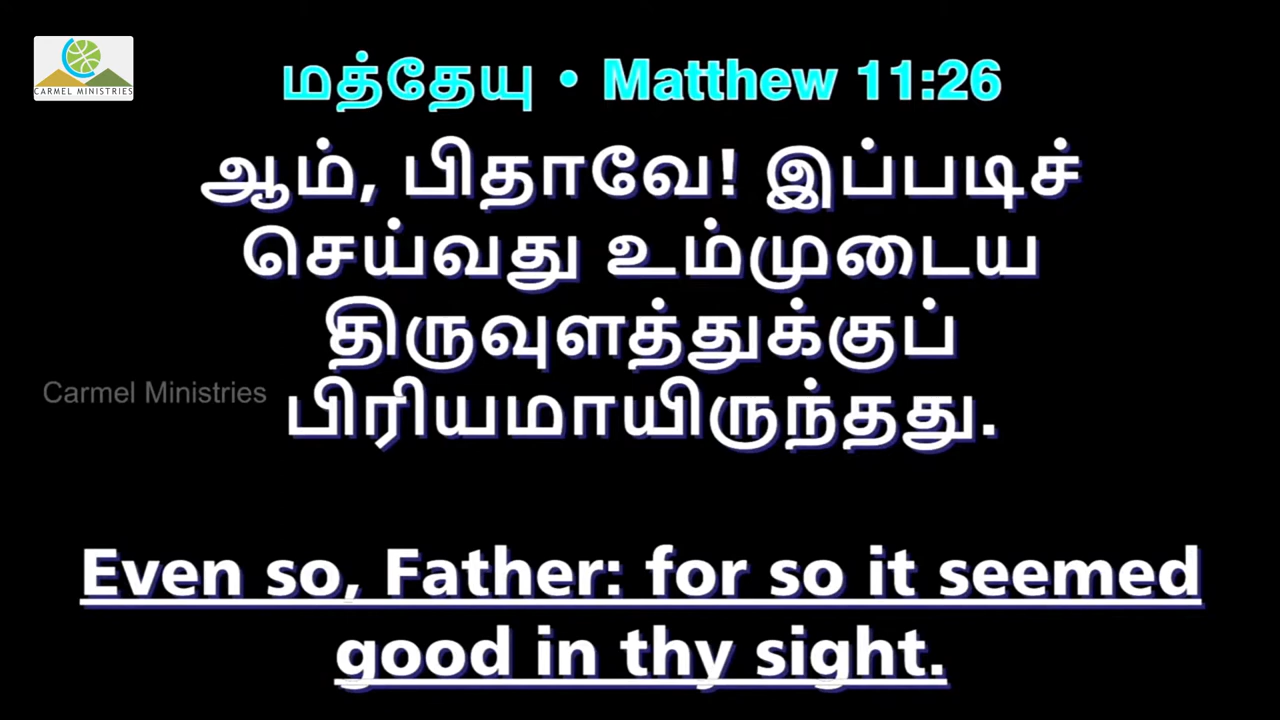 CARMEL MINISTRIES
மத்தேயு • Matthew 11:26
ஆம், பிதாவே! இப்படிச்
செய்வது உம்முடைய
திருவுளத்துக்குப்
Carmel Ministries
பிரியமாயிருந்தது.
Even so, Father: for so it seemed
good in thy sight.